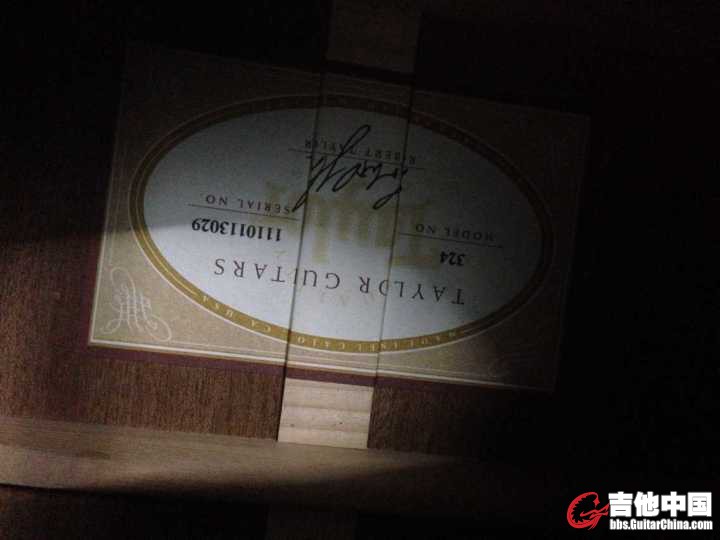 TAYLOR GUITARS
324
MODEL NO.
1110113029
SERIAL NO.
ROBERT TAYLOR
吉他中国
bbs.GuitarChina.com